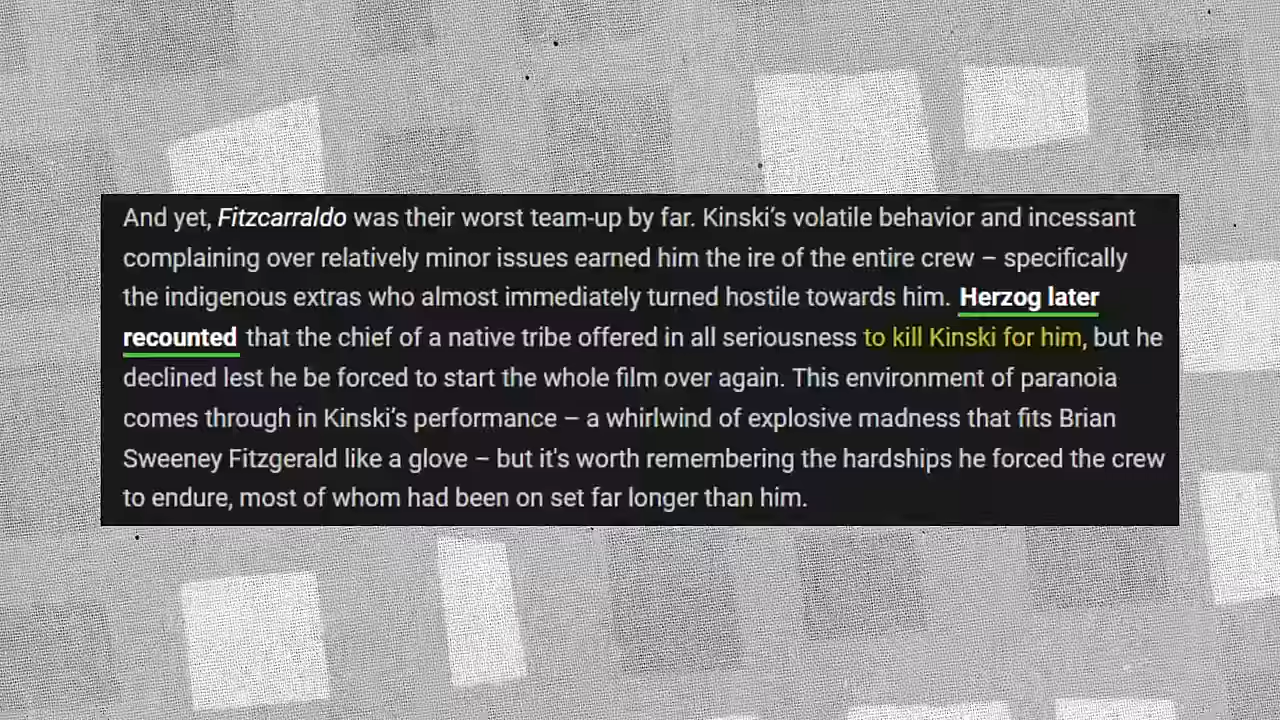 And yet, Fitzcarraldo was their worst team-up by far. Kinski’s volatile behavior and incessant
complaining over relatively minor issues earned him the ire of the entire crew – specifically
the indigenous extras who almost immediately turned hostile towards him. Herzog later
recounted that the chief of a native tribe offered in all seriousness to kill Kinski for him, but he
declined lest he be forced to start the whole film over again. This environment of paranoia
comes through in Kinski’s performance – a whirlwind of explosive madness that fits Brian
Sweeney Fitzgerald like a glove – but it's worth remembering the hardships he forced the crew
to endure, most of whom had been on set far longer than him.